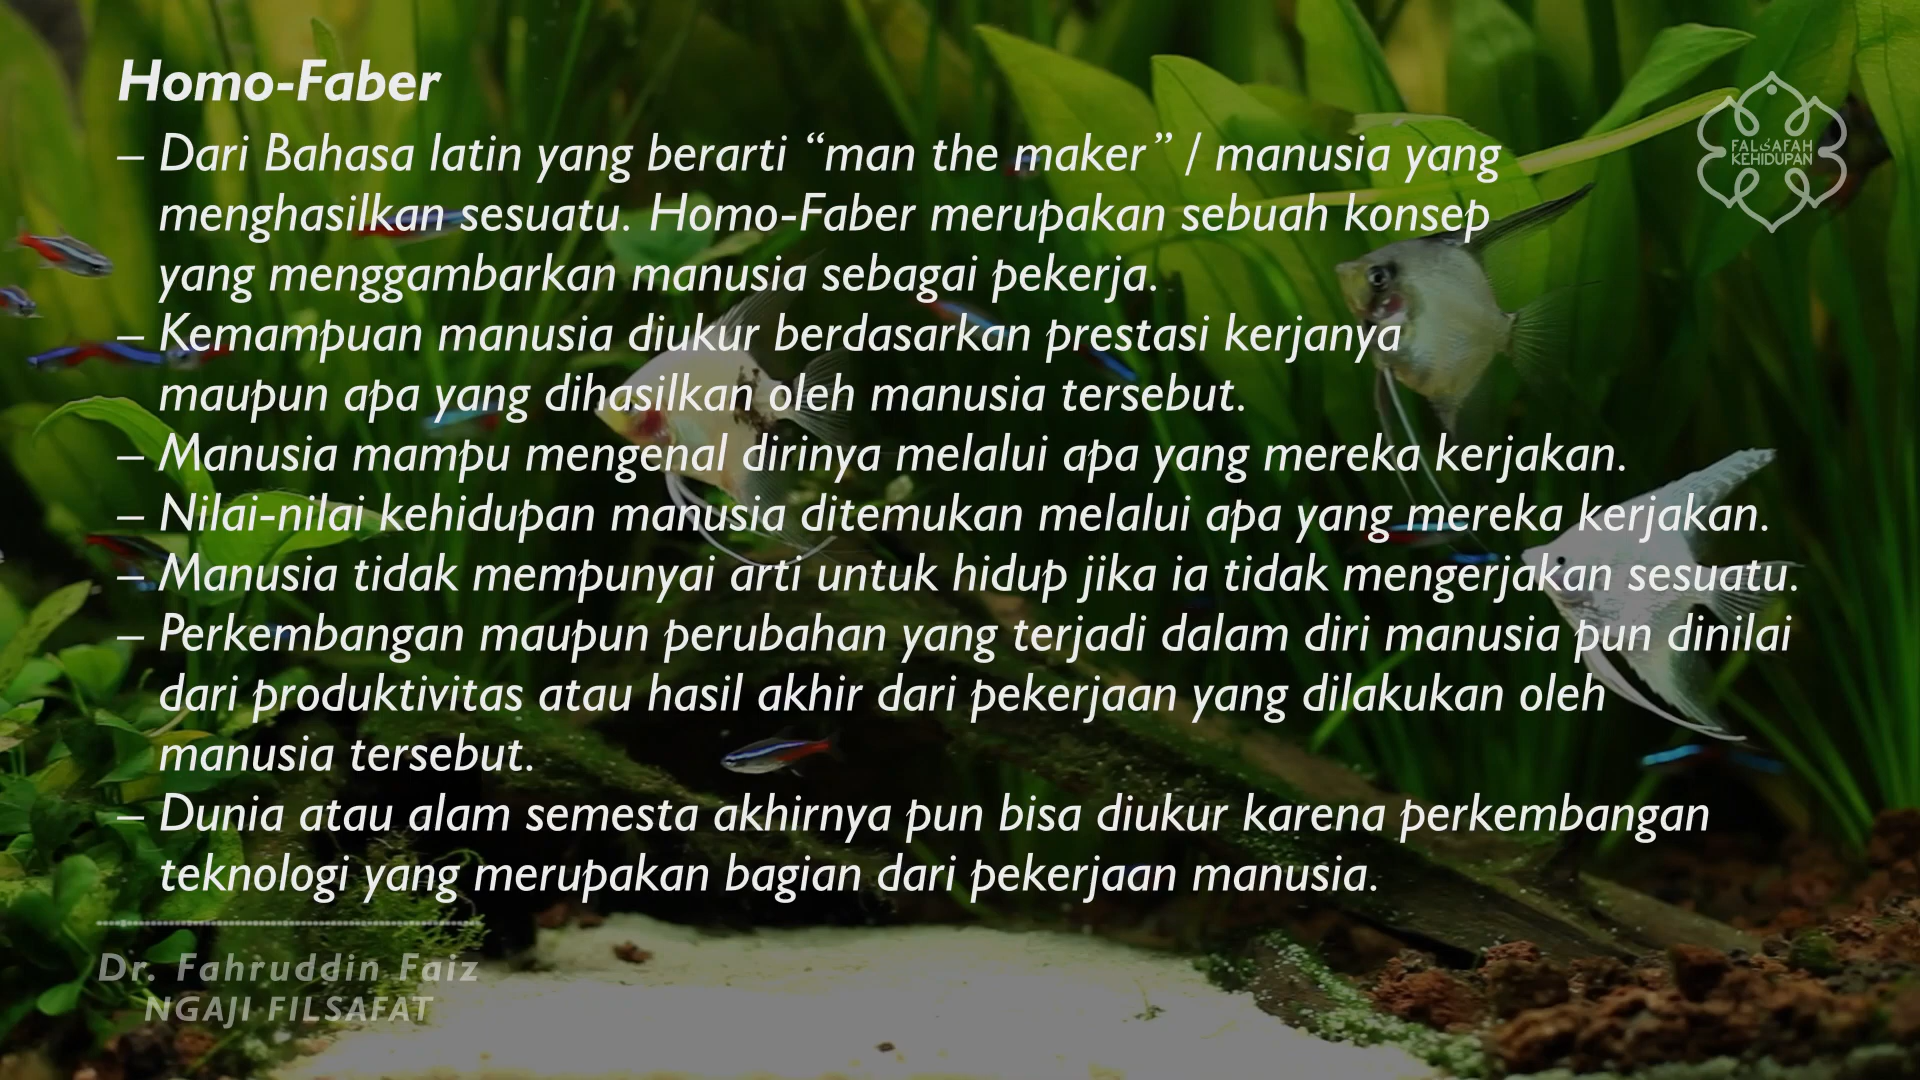 Homo-Faber
– Dari Bahasa latin yang berarti “man the maker” / manusia yang
menghasilkan sesuatu. Homo-Faber merupakan sebuah konsep
yang menggambarkan manusia sebagai pekerja.
– Kemampuan manusia diukur berdasarkan prestasi kerjanya
maupun apa yang dihasilkan oleh manusia tersebut.
– Manusia mampu mengenal dirinya melalui apa yang mereka kerjakan.
– Nilai-nilai kehidupan manusia ditemukan melalui apa yang mereka kerjakan.
– Manusia tidak mempunyai arti untuk hidup jika ia tidak mengerjakan sesuatu.
– Perkembangan maupun perubahan yang terjadi dalam diri manusia pun dinilai
dari produktivitas atau hasil akhir dari pekerjaan yang dilakukan oleh
manusia tersebut.
– Dunia atau alam semesta akhirnya pun bisa diukur karena perkembangan
teknologi yang merupakan bagian dari pekerjaan manusia.
Dr. Fahruddin Faiz
NGAJI FILSAFAT
FALSAFAH
KEHIDUPAN